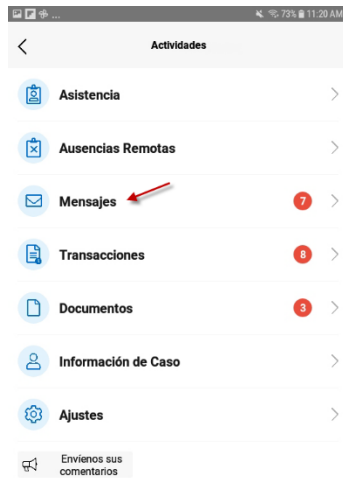 ... 73% 11:20 AM
Actividades
Asistencia
Ausencias Remotas
Mensajes 7
Transacciones 8
Documentos 3
Información de Caso
Ajustes
Envíenos sus
comentarios